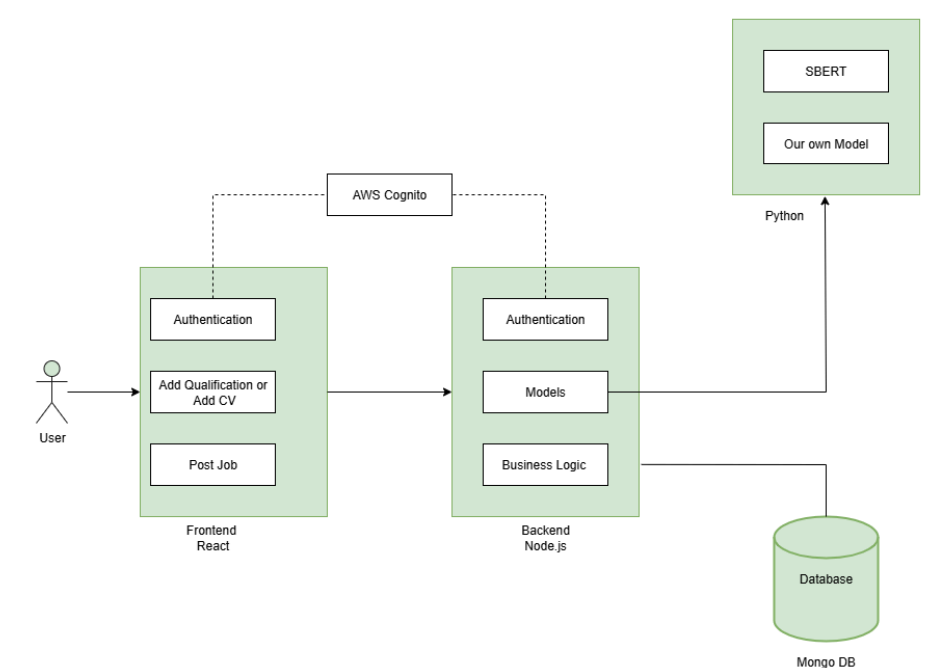 SBERT
Our own Model
Python
AWS Cognito
Authentication
Add Qualification or
Add CV
Post Job
Frontend
React
Authentication
Models
Business Logic
Backend
Node.js
User
Database
Mongo DB